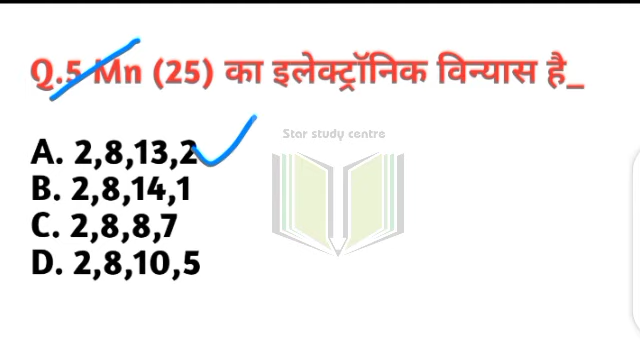 Q.5 Mn (25) का इलेक्ट्रॉनिक विन्यास है_
Star study centre
A. 2,8,13,2
B. 2,8,14,1
C. 2,8,8,7
D. 2,8,10,5